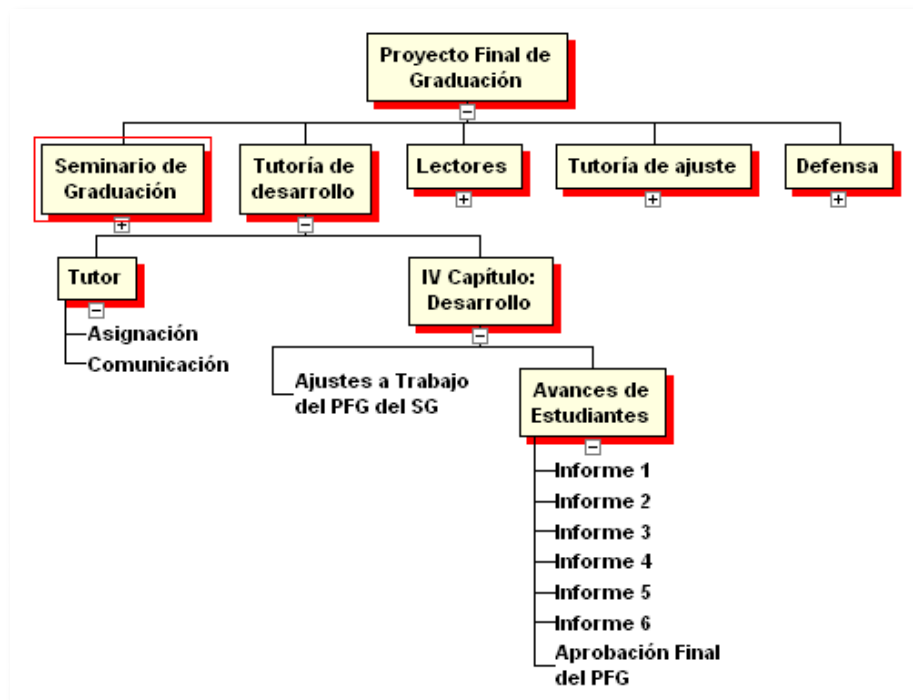 Proyecto Final de
Graduación
Seminario de
Graduación
Tutoría de
desarrollo
Lectores
Tutoría de ajuste
Defensa
Tutor
Asignación
Comunicación
IV Capítulo:
Desarrollo
Ajustes a Trabajo
del PFG del SG
Avances de
Estudiantes
Informe 1
Informe 2
Informe 3
Informe 4
Informe 5
Informe 6
Aprobación Final
del PFG